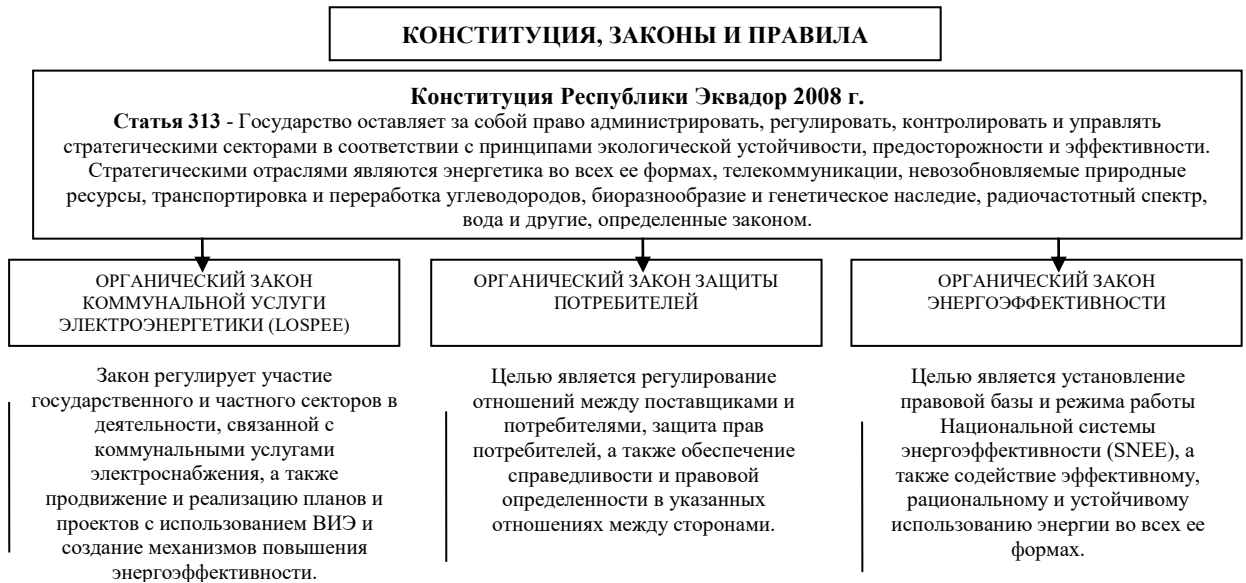 КОНСТИТУЦИЯ, ЗАКОНЫ И ПРАВИЛА
Конституция Республики Эквадор 2008 г.
Статья 313 - Государство оставляет за собой право администрировать, регулировать, контролировать и управлять
стратегическими секторами в соответствии с принципами экологической устойчивости, предосторожности и эффективности.
Стратегическими отраслями являются энергетика во всех ее формах, телекоммуникации, невозобновляемые природные
ресурсы, транспортировка и переработка углеводородов, биоразнообразие и генетическое наследие, радиочастотный спектр,
вода и другие, определенные законом.
ОРГАНИЧЕСКИЙ ЗАКОН
КОММУНАЛЬНОЙ УСЛУГИ
ЭЛЕКТРОЭНЕРГЕТИКИ (LOSPEE)
Закон регулирует участие
государственного и частного секторов в
деятельности, связанной с
коммунальными услугами
электроснабжения, а также
продвижение и реализацию планов и
проектов с использованием ВИЭ и
создание механизмов повышения
энергоэффективности.
ОРГАНИЧЕСКИЙ ЗАКОН ЗАЩИТЫ
ПОТРЕБИТЕЛЕЙ
Целью является регулирование
отношений между поставщиками и
потребителями, защита прав
потребителей, а также обеспечение
справедливости и правовой
определенности в указанных
отношениях между сторонами.
ОРГАНИЧЕСКИЙ ЗАКОН
ЭНЕРГОЭФФЕКТИВНОСТИ
Целью является установление
правовой базы и режима работы
Национальной системы
энергоэффективности (SNEE), а
также содействие эффективному,
рациональному и устойчивому
использованию энергии во всех ее
формах.